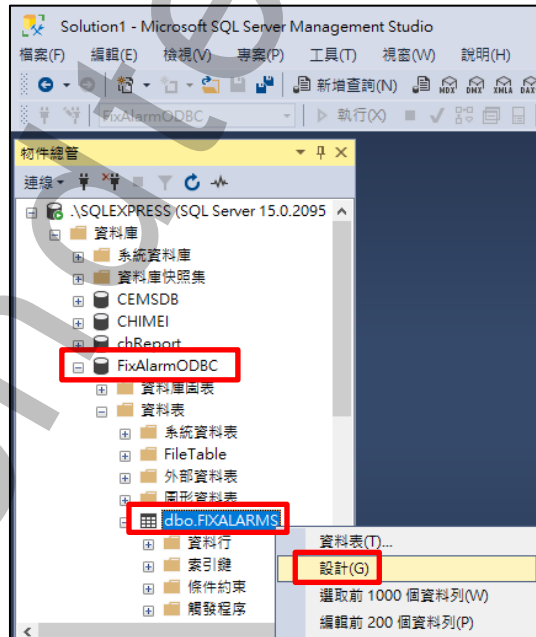 Solution1 - Microsoft SQL Server Management Studio
檔案(F) 編輯(E) 檢視(V) 專案(P) 工具(T) 視窗(W) 說明(H)
新增查詢(N) MDX DMX XMLA DAX
FixAlarmODBC 執行(X)
物件總管
連線
.\SQLEXPRESS (SQL Server 15.0.2095
資料庫
系統資料庫
資料庫快照集
CEMSDB
CHIMEI
chReport
FixAlarmODBC
資料庫圖表
資料表
系統資料表
FileTable
外部資料表
圖形資料表
dbo.FIXALARMS
資料行
資料表(T)...
索引鍵
設計(G)
條件約束
選取前 1000 個資料列(W)
觸發程序
編輯前 200 個資料列(P)